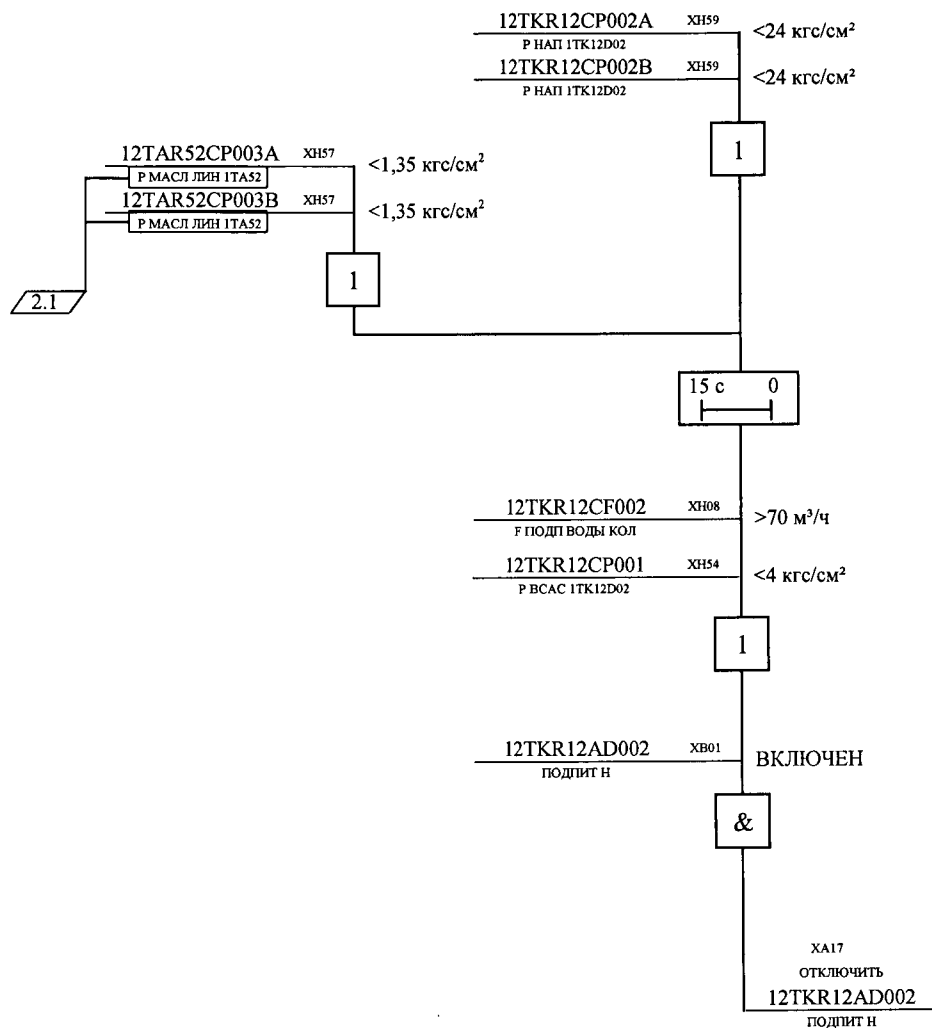 12TKR12CP002A XH59 <24 кгс/см²
Р НАП 1TK12D02
12TKR12CP002B XH59 <24 кгс/см²
Р НАП 1TK12D02
1
12TAR52CP003A XH57 <1,35 кгс/см²
Р МАСЛ ЛИН 1ТА52
12TAR52CP003B XH57 <1,35 кгс/см²
Р МАСЛ ЛИН 1ТА52
1
2.1
15 с 0
12TKR12CF002 XH08 >70 м³/ч
F ПОДП ВОДЫ КОЛ
12TKR12CP001 XH54 <4 кгс/см²
Р ВСАС 1TK12D02
1
12TKR12AD002 XB01 ВКЛЮЧЕН
ПОДПИТ Н
&
XA17
ОТКЛЮЧИТЬ
12TKR12AD002
ПОДПИТ Н